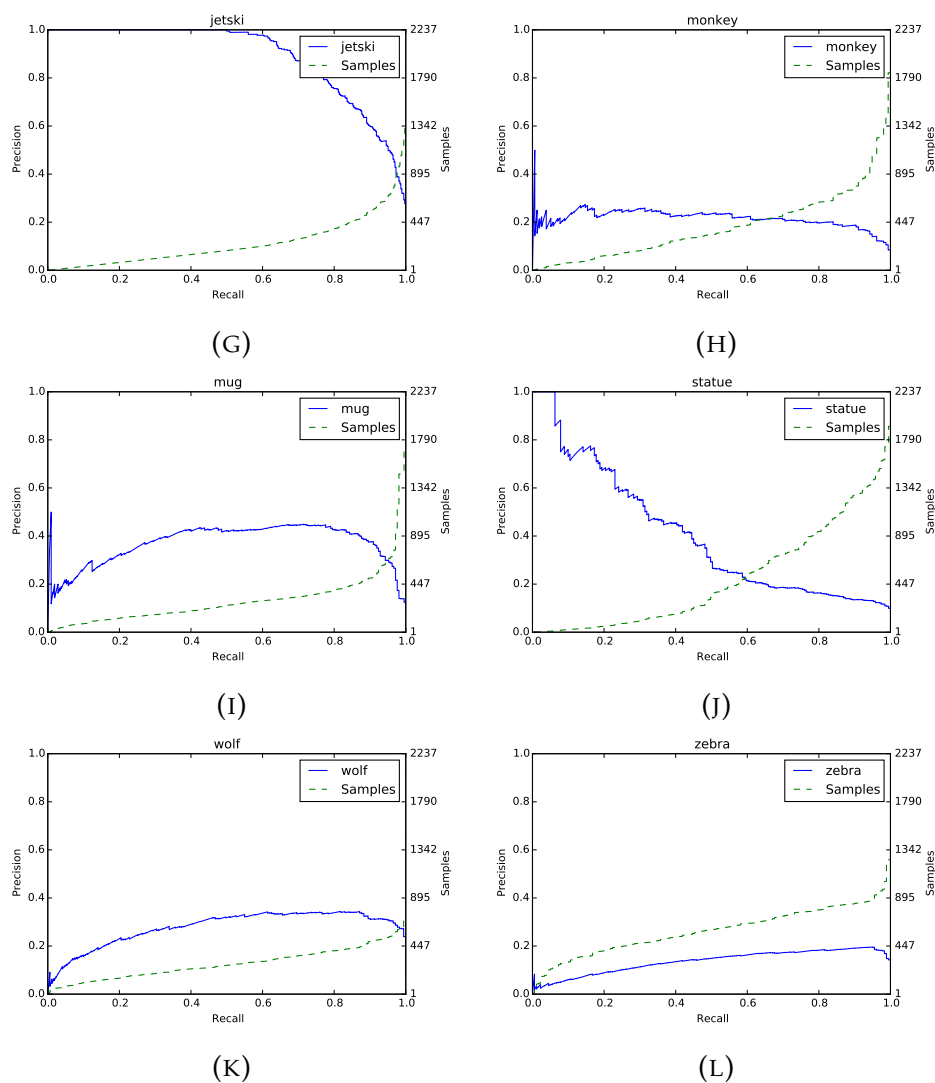 jetski
1.0
0.8
0.6
0.4
0.2
0.0
Precision
jetski
Samples
2237
1790
1342
895
447
1
Samples
0.0 0.2 0.4 0.6 0.8 1.0
Recall
(G)
monkey
1.0
0.8
0.6
0.4
0.2
0.0
Precision
monkey
Samples
2237
1790
1342
895
447
1
Samples
0.0 0.2 0.4 0.6 0.8 1.0
Recall
(H)
mug
1.0
0.8
0.6
0.4
0.2
0.0
Precision
mug
Samples
2237
1790
1342
895
447
1
Samples
0.0 0.2 0.4 0.6 0.8 1.0
Recall
(I)
statue
1.0
0.8
0.6
0.4
0.2
0.0
Precision
statue
Samples
2237
1790
1342
895
447
1
Samples
0.0 0.2 0.4 0.6 0.8 1.0
Recall
(J)
wolf
1.0
0.8
0.6
0.4
0.2
0.0
Precision
wolf
Samples
2237
1790
1342
895
447
1
Samples
0.0 0.2 0.4 0.6 0.8 1.0
Recall
(K)
zebra
1.0
0.8
0.6
0.4
0.2
0.0
Precision
zebra
Samples
2237
1790
1342
895
447
1
Samples
0.0 0.2 0.4 0.6 0.8 1.0
Recall
(L)